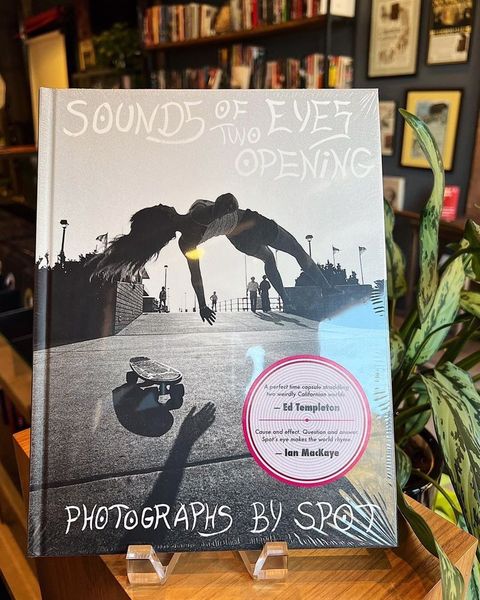 SOUNDS OF EYES
TWO
OPENING
A perfect time capsule straddling
two weirdly Californian worlds.
— Ed Templeton
Cause and effect. Question and answer.
Spot's eye makes the world rhyme.
— Ian MacKaye
PHOTOGRAPHS BY SPOT